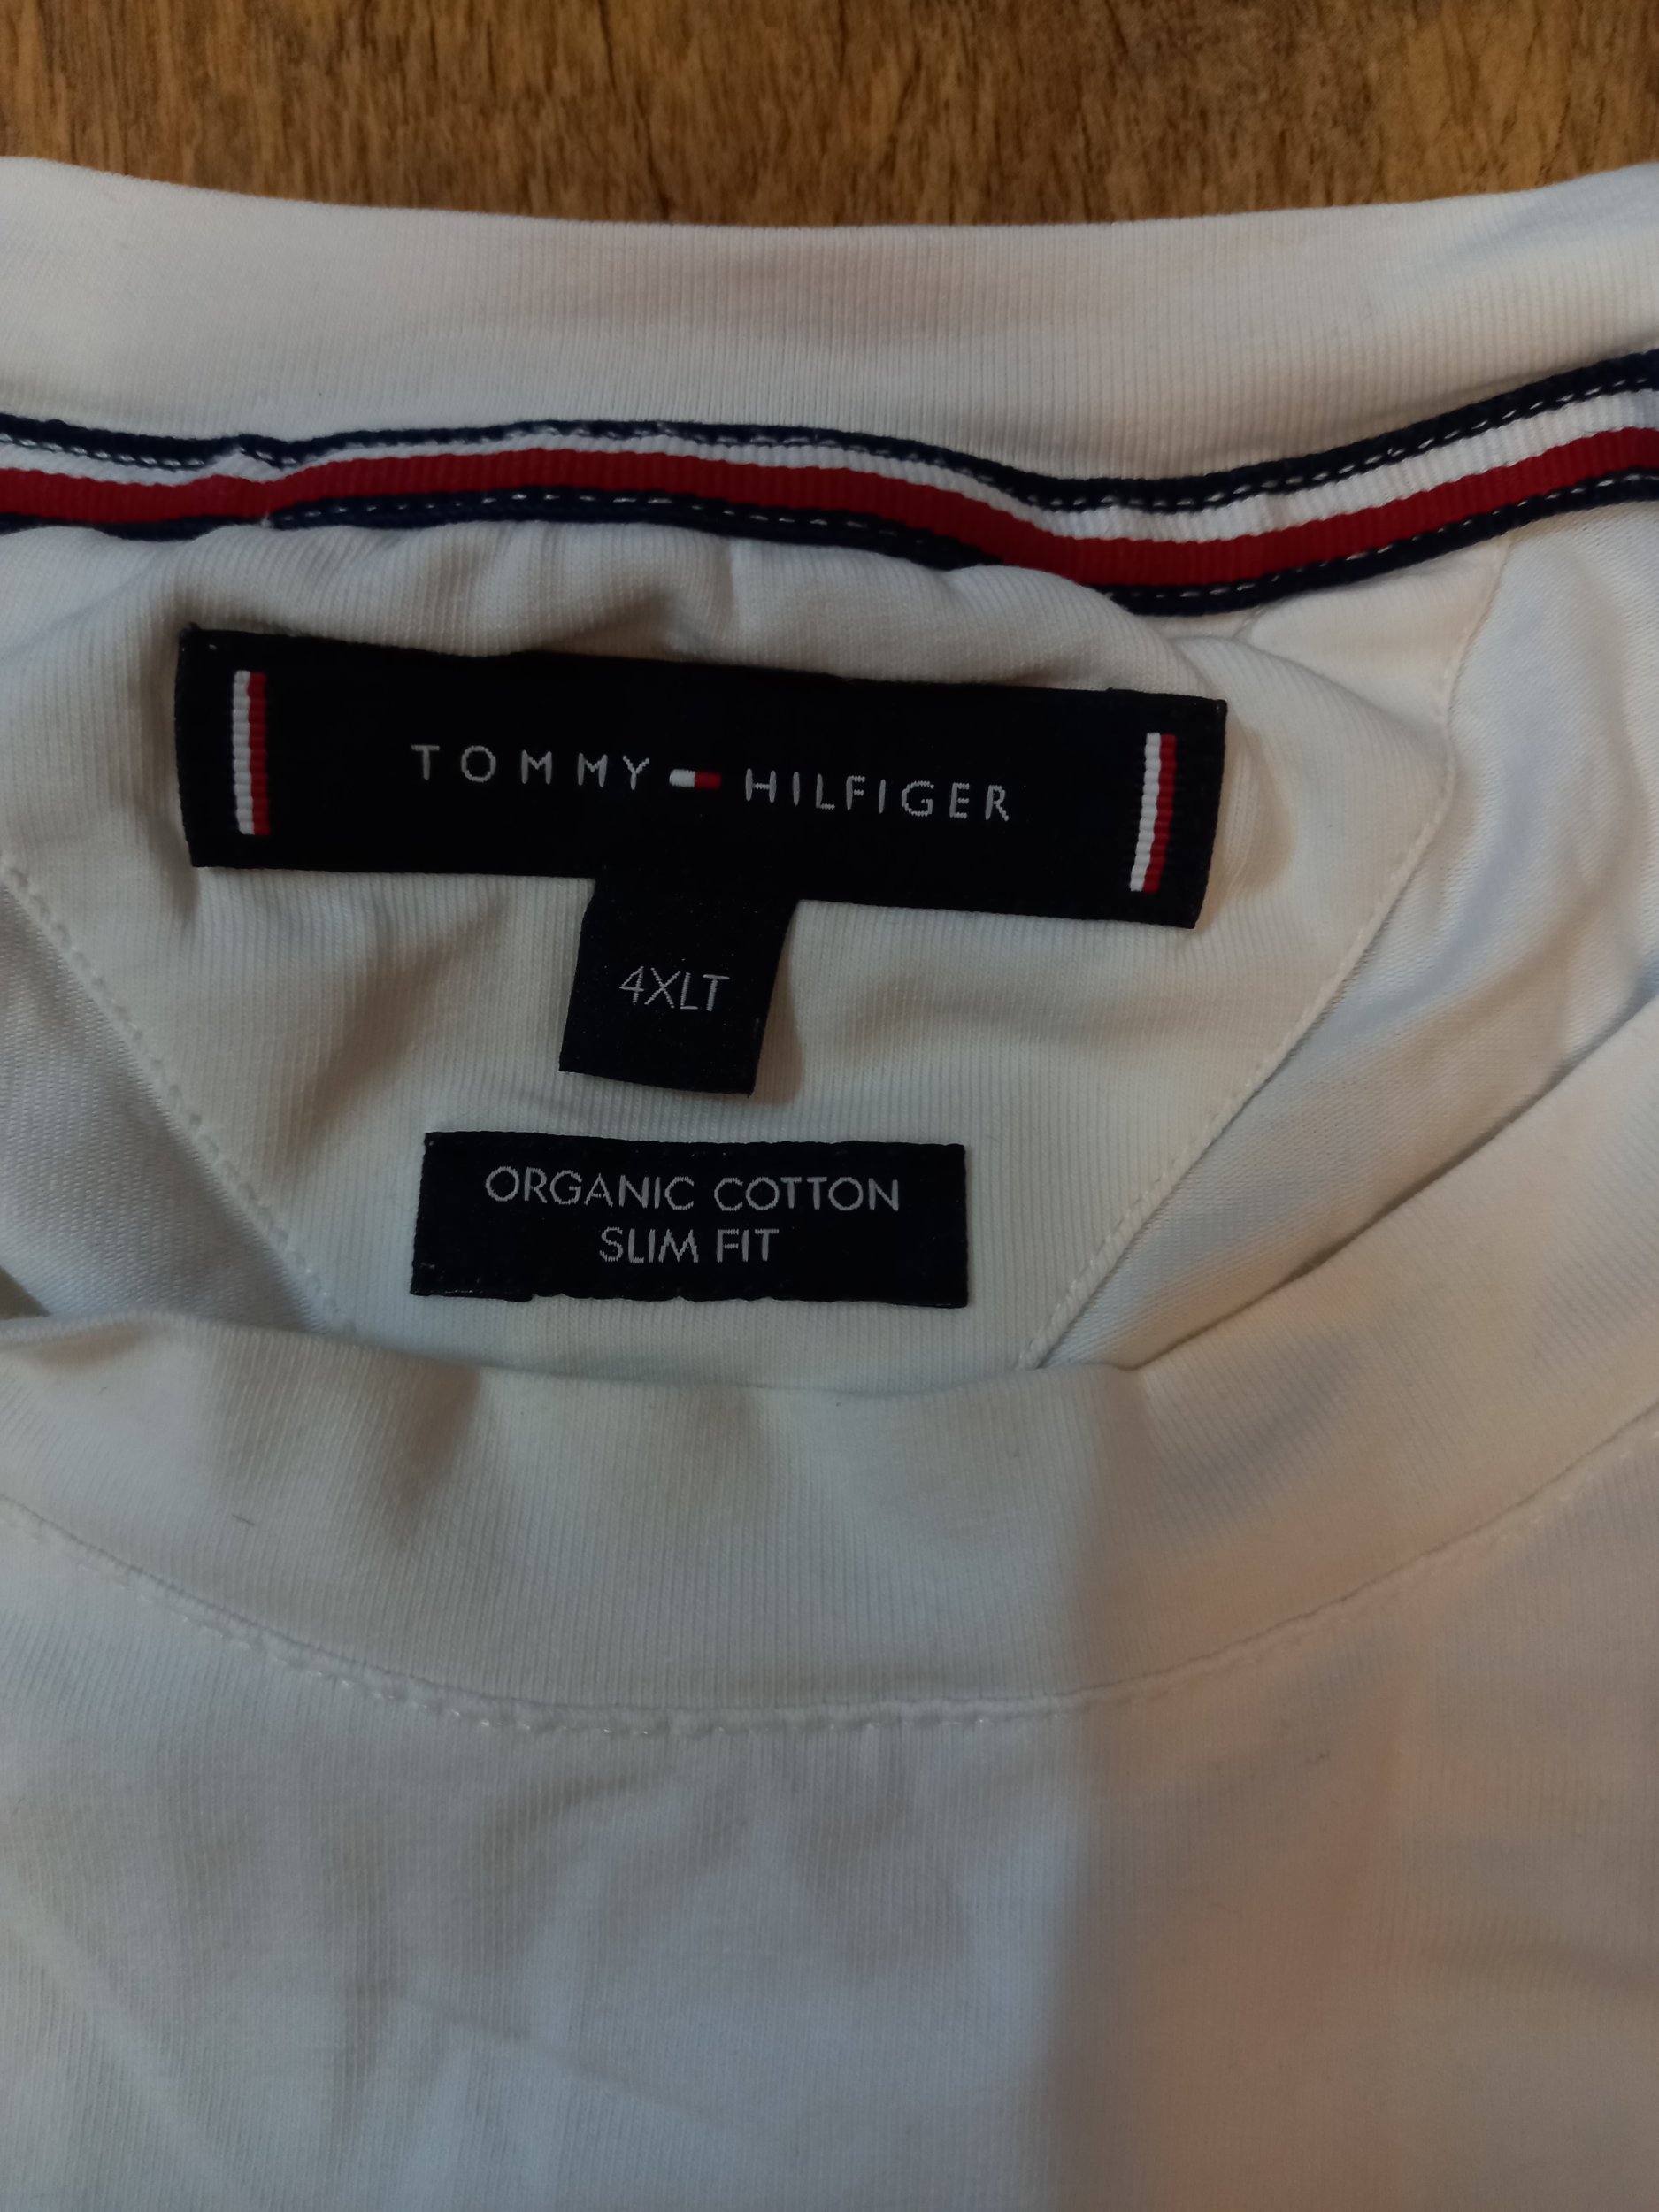 TOMMY HILFIGER
4XLT
ORGANIC COTTON
SLIM FIT